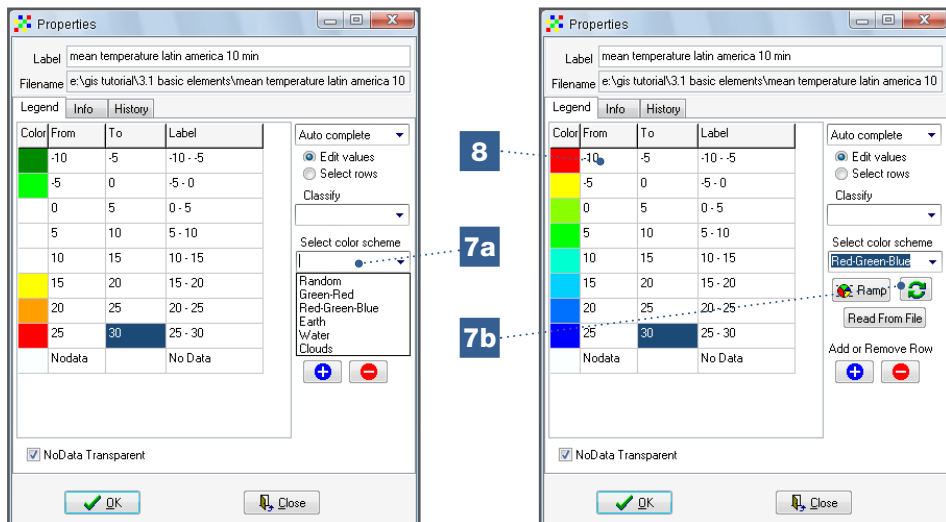 Properties
Label mean temperature latin america 10 min
Filename e:\gis tutorial\3.1 basic elements\mean temperature latin america 10
Legend Info History
Color From To Label
-10 -5 -10 - -5
-5 0 -5 - 0
0 5 0 - 5
5 10 5 - 10
10 15 10 - 15
15 20 15 - 20
20 25 20 - 25
25 30 25 - 30
Nodata No Data
Auto complete
Edit values
Select rows
Classify
Select color scheme
Random
Green-Red
Red-Green-Blue
Earth
Water
Clouds
NoData Transparent
OK Close
8
7a
7b
Properties
Label mean temperature latin america 10 min
Filename e:\gis tutorial\3.1 basic elements\mean temperature latin america 10
Legend Info History
Color From To Label
-10 -5 -10 - -5
-5 0 -5 - 0
0 5 0 - 5
5 10 5 - 10
10 15 10 - 15
15 20 15 - 20
20 25 20 - 25
25 30 25 - 30
Nodata No Data
Auto complete
Edit values
Select rows
Classify
Select color scheme
Red-Green-Blue
Ramp
Read From File
Add or Remove Row
NoData Transparent
OK Close